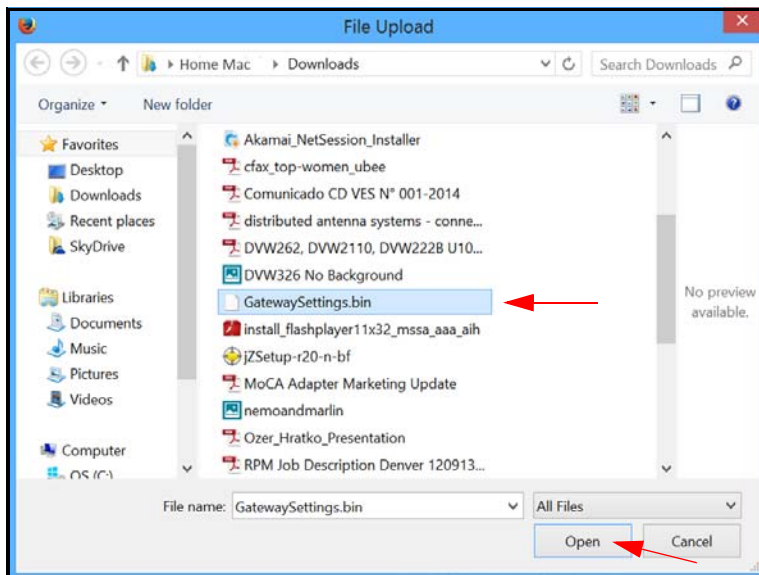 File Upload
Home Mac Downloads Search Downloads
Organize New folder
Favorites
Desktop
Downloads
Recent places
SkyDrive
Libraries
Documents
Music
Pictures
Videos
Computer
OS (C:)
Akamai_NetSession_Installer
cfax_top-women_ubee
Comunicado CD VES N° 001-2014
distributed antenna systems - conne...
DVW262, DVW2110, DVW222B U10...
DVW326 No Background
GatewaySettings.bin
install_flashplayer11x32_mssa_aaa_aih
jZSetup-r20-n-bf
MoCA Adapter Marketing Update
nemoandmarlin
Ozer_Hratko_Presentation
RPM Job Description Denver 120913...
No preview
available.
File name: GatewaySettings.bin All Files
Open Cancel